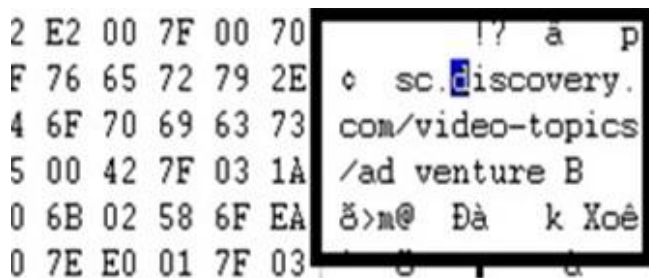 2 E2 00 7F 00 70 !? â p
F 76 65 72 79 2E ¢ sc.discovery.
4 6F 70 69 63 73 com/video-topics
5 00 42 7F 03 1A /ad venture B
0 6B 02 58 6F EA ð>m@ Ðà k Xoê
0 7E E0 01 7F 03